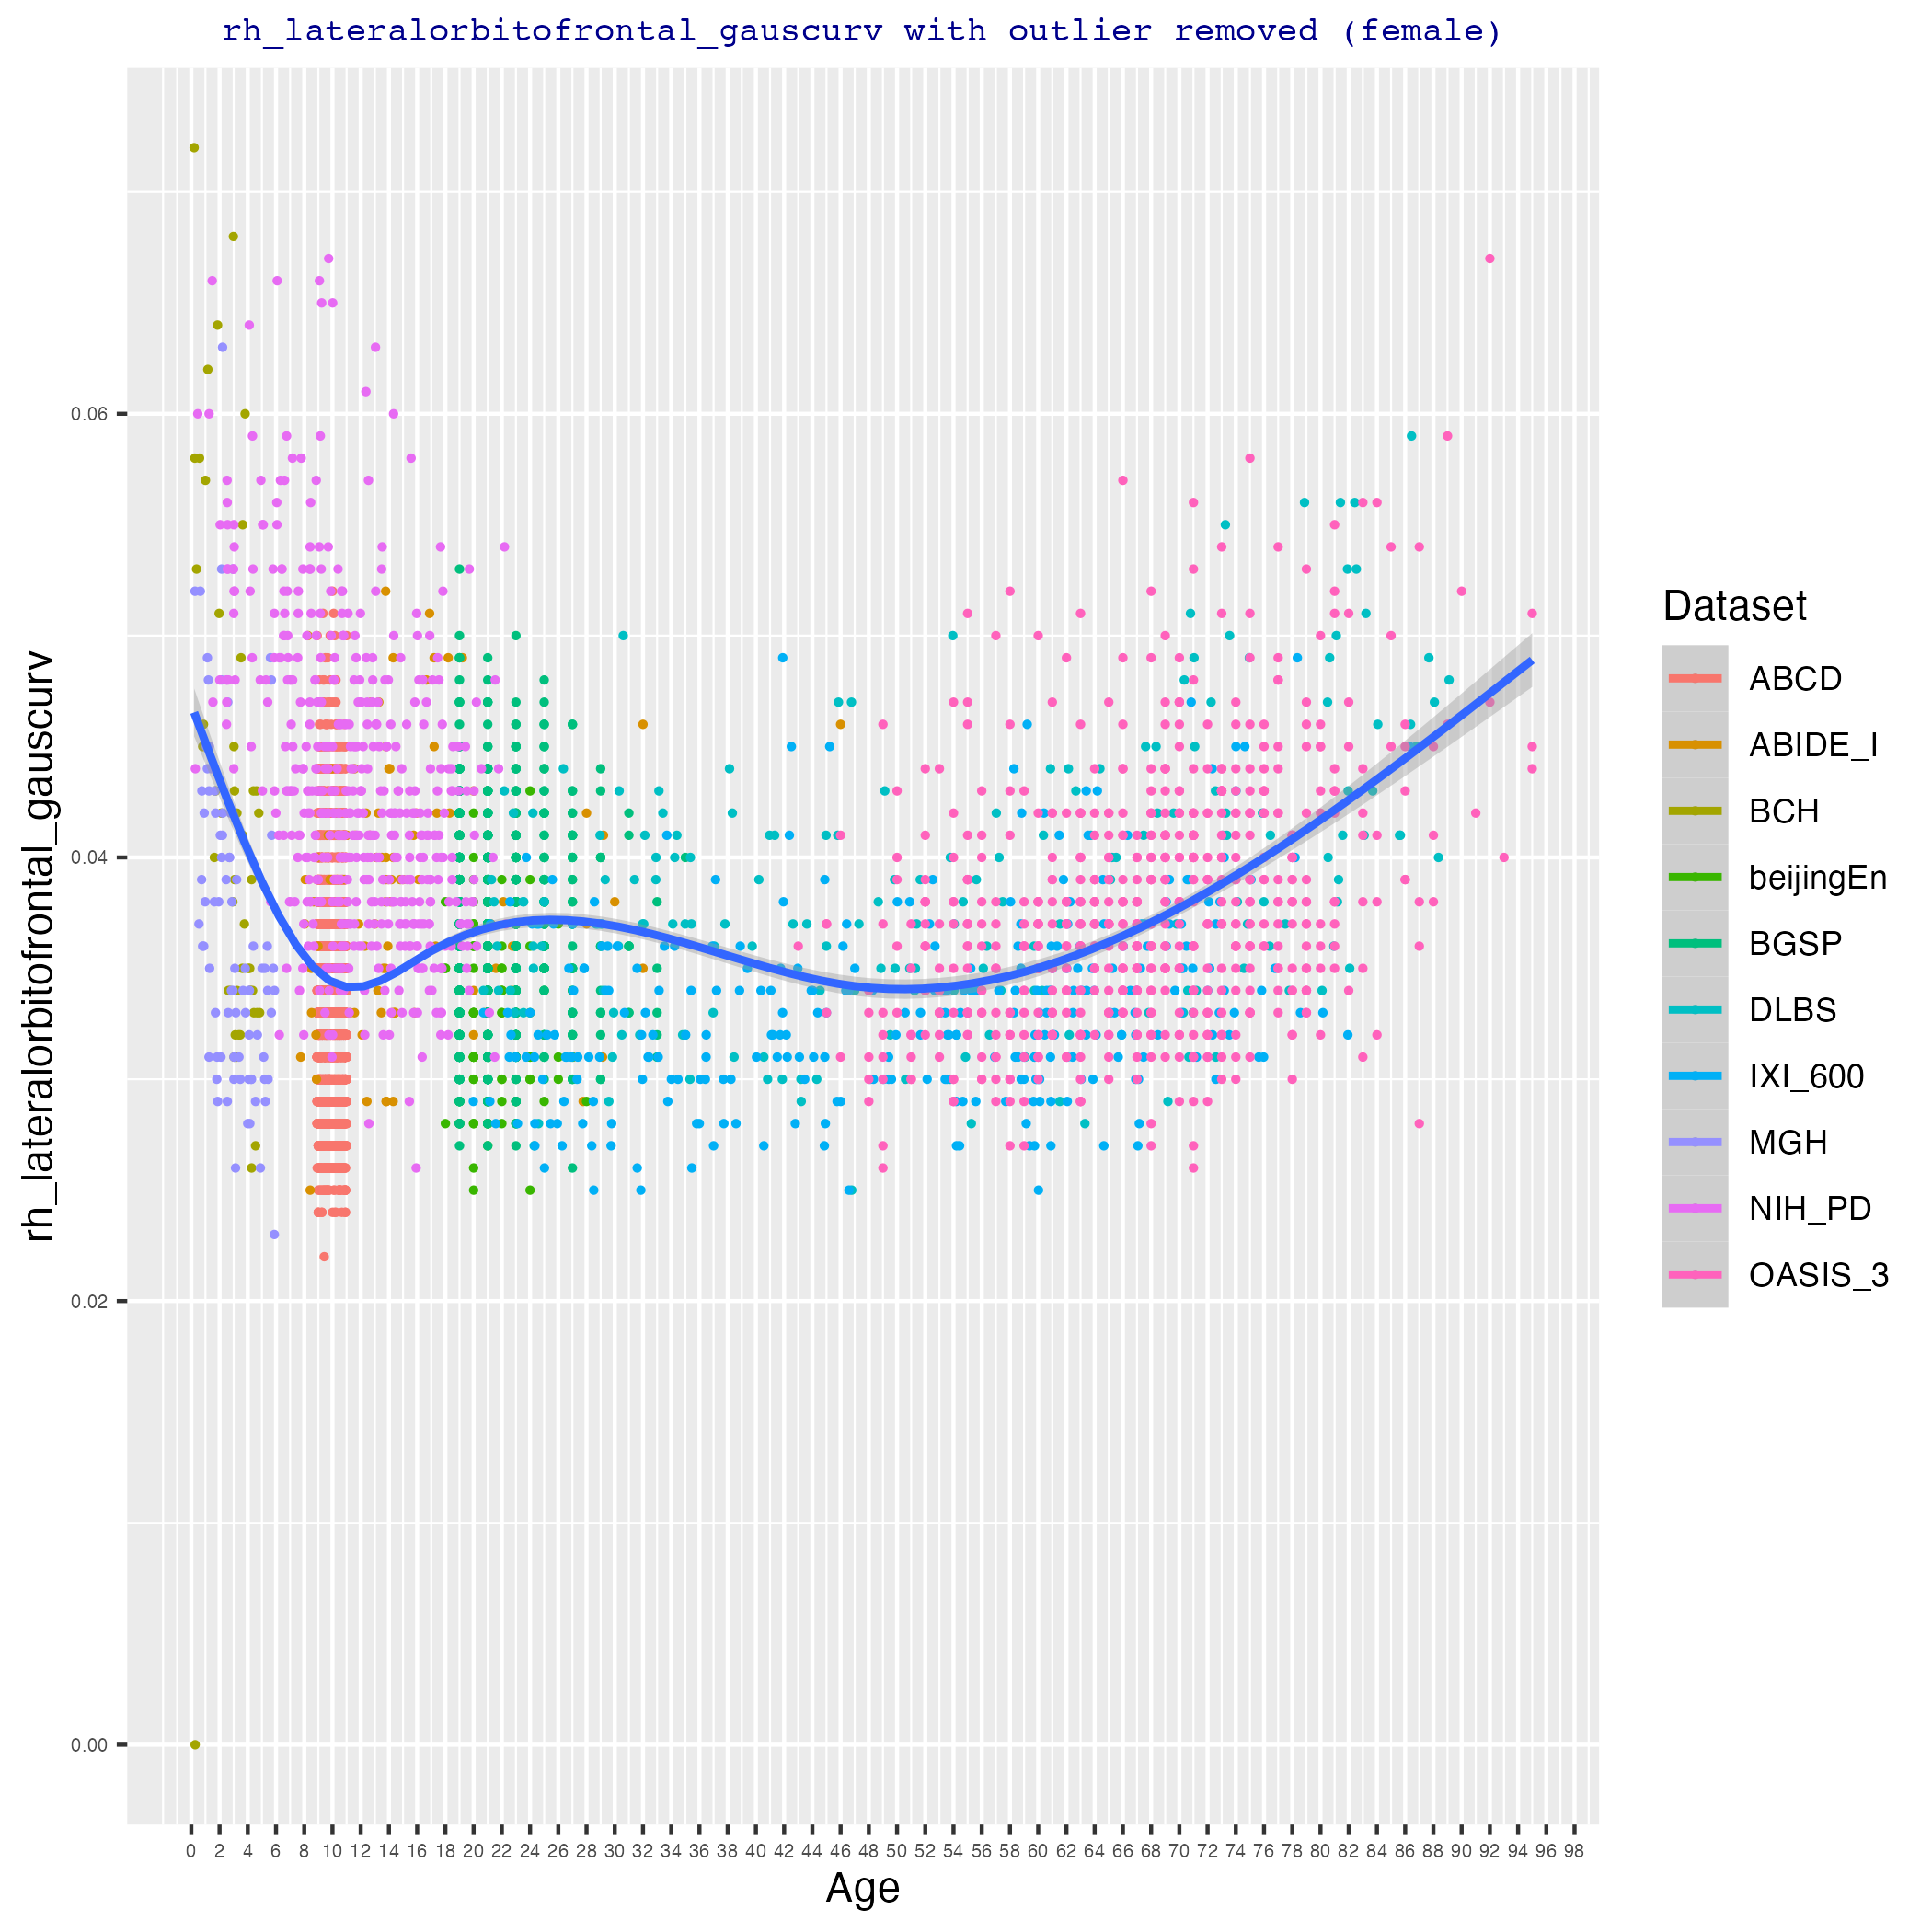 rh_lateralorbitofrontal_gauscurv with outlier removed (female)
rh_lateralorbitofrontal_gauscurv
0.06
0.04
0.02
0.00
0 2 4 6 8 10 12 14 16 18 20 22 24 26 28 30 32 34 36 38 40 42 44 46 48 50 52 54 56 58 60 62 64 66 68 70 72 74 76 78 80 82 84 86 88 90 92 94 96 98
Age
Dataset
ABCD
ABIDE_I
BCH
beijingEn
BGSP
DLBS
IXI_600
MGH
NIH_PD
OASIS_3